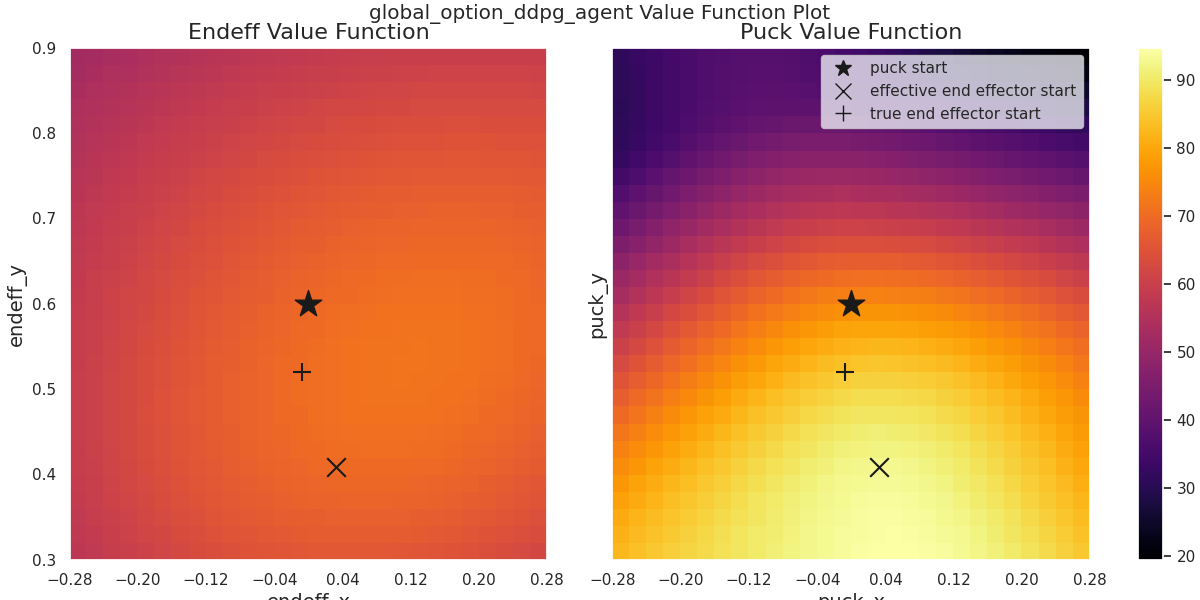 global_option_ddpg_agent Value Function Plot
Endeff Value Function
Puck Value Function
puck start
effective end effector start
true end effector start
endeff_y
0.9
0.8
0.7
0.6
0.5
0.4
0.3
−0.28 −0.20 −0.12 −0.04 0.04 0.12 0.20 0.28
endeff_x
puck_y
−0.28 −0.20 −0.12 −0.04 0.04 0.12 0.20 0.28
puck_x
90
80
70
60
50
40
30
20